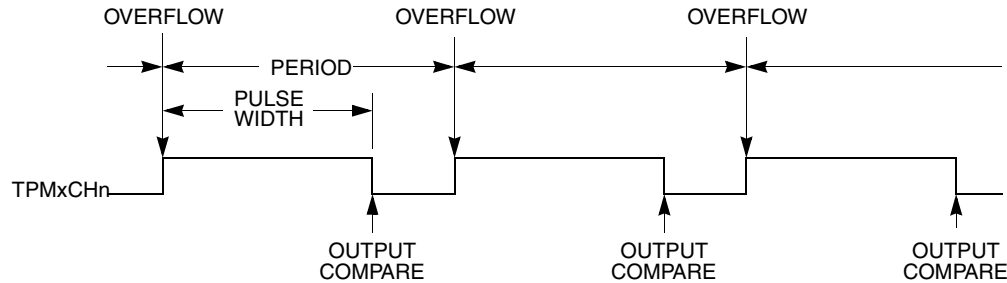 OVERFLOW OVERFLOW OVERFLOW
PERIOD
PULSE
WIDTH
TPMxCHn
OUTPUT OUTPUT OUTPUT
COMPARE COMPARE COMPARE